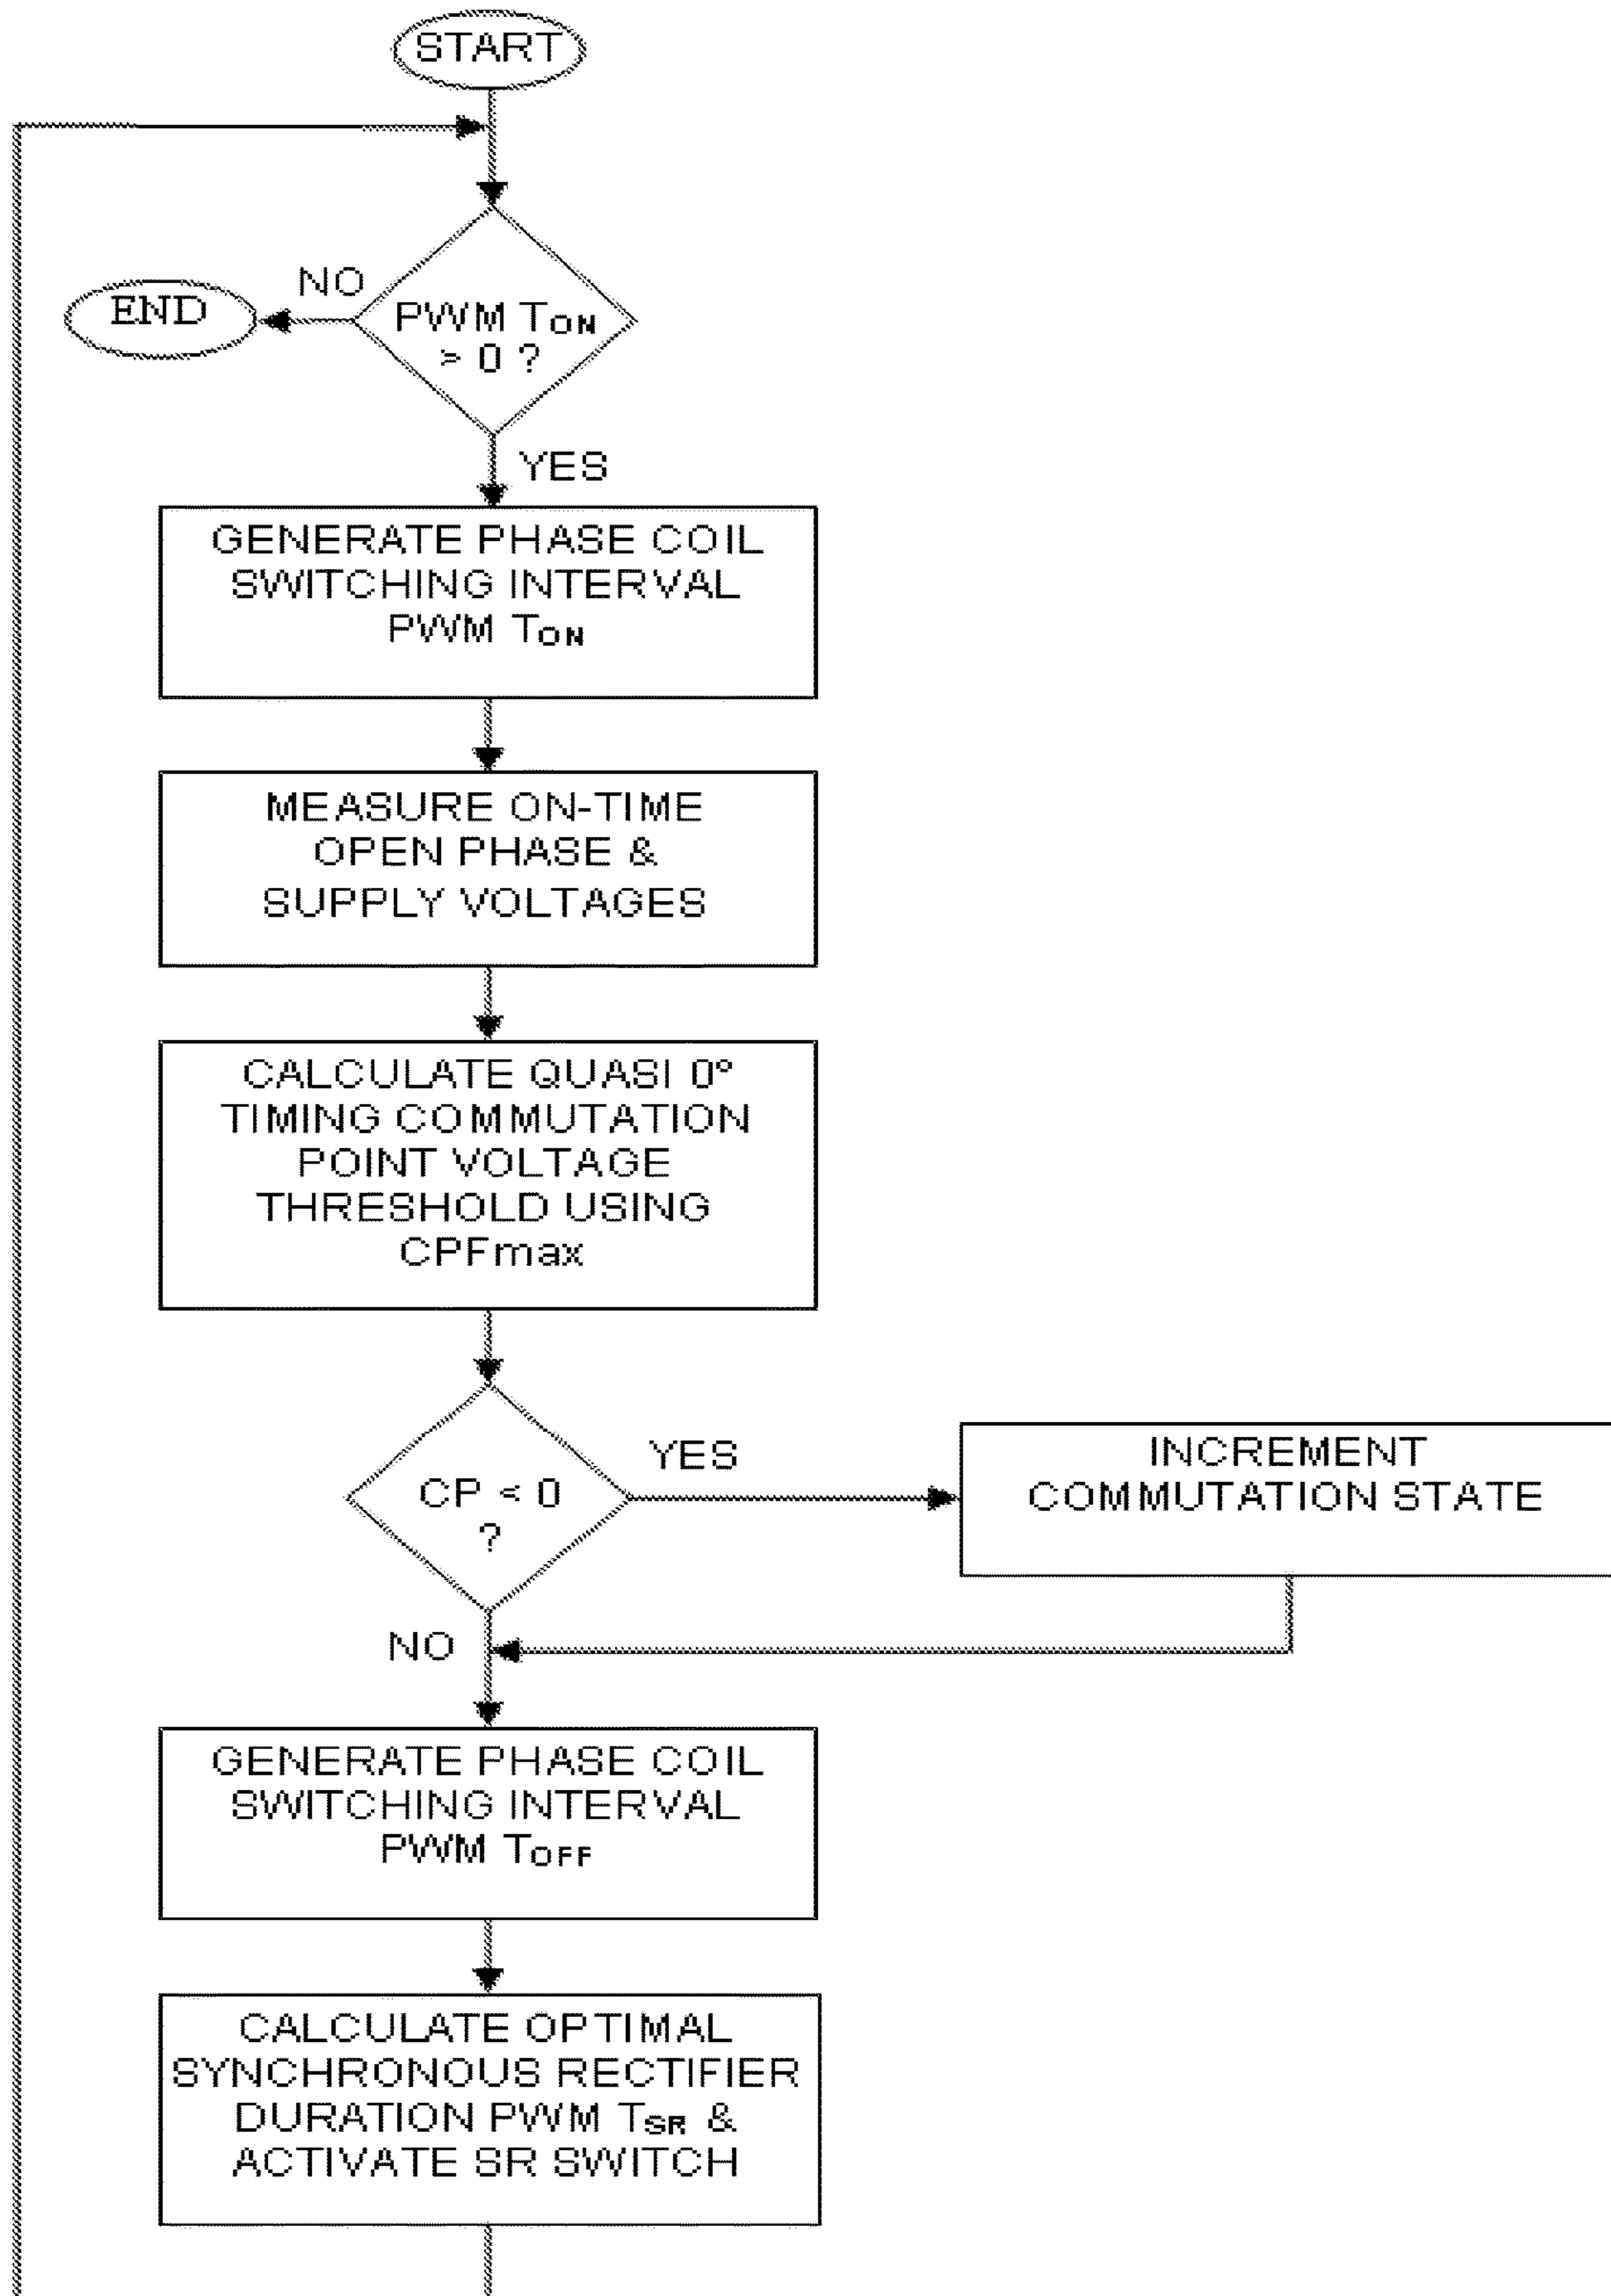 START
NO
END
PWM TON
> 0 ?
YES
GENERATE PHASE COIL
SWITCHING INTERVAL
PWM TON
MEASURE ON-TIME
OPEN PHASE &
SUPPLY VOLTAGES
CALCULATE QUASI 0°
TIMING COMMUTATION
POINT VOLTAGE
THRESHOLD USING
CPFmax
CP < 0
?
YES
INCREMENT
COMMUTATION STATE
NO
GENERATE PHASE COIL
SWITCHING INTERVAL
PWM TOFF
CALCULATE OPTIMAL
SYNCHRONOUS RECTIFIER
DURATION PWM TSR &
ACTIVATE SR SWITCH